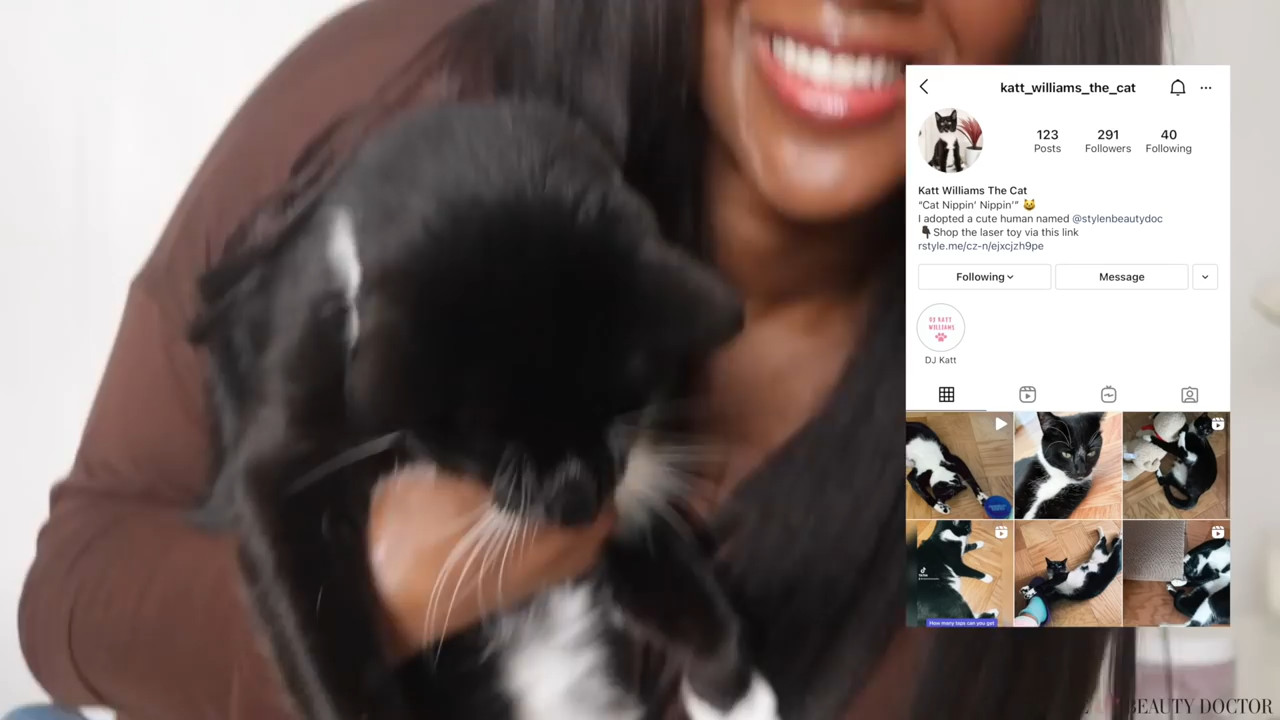 katt_williams_the_cat
123
Posts
291
Followers
40
Following
Katt Williams The Cat
“Cat Nippin' Nippin'” 😺
I adopted a cute human named @stylenbeautydoc
👇🏿Shop the laser toy via this link
rstyle.me/cz-n/ejxcjzh9pe
Following
Message
DJ KATT
WILLIAMS
DJ Katt
How many taps can you get
BEAUTY DOCTOR